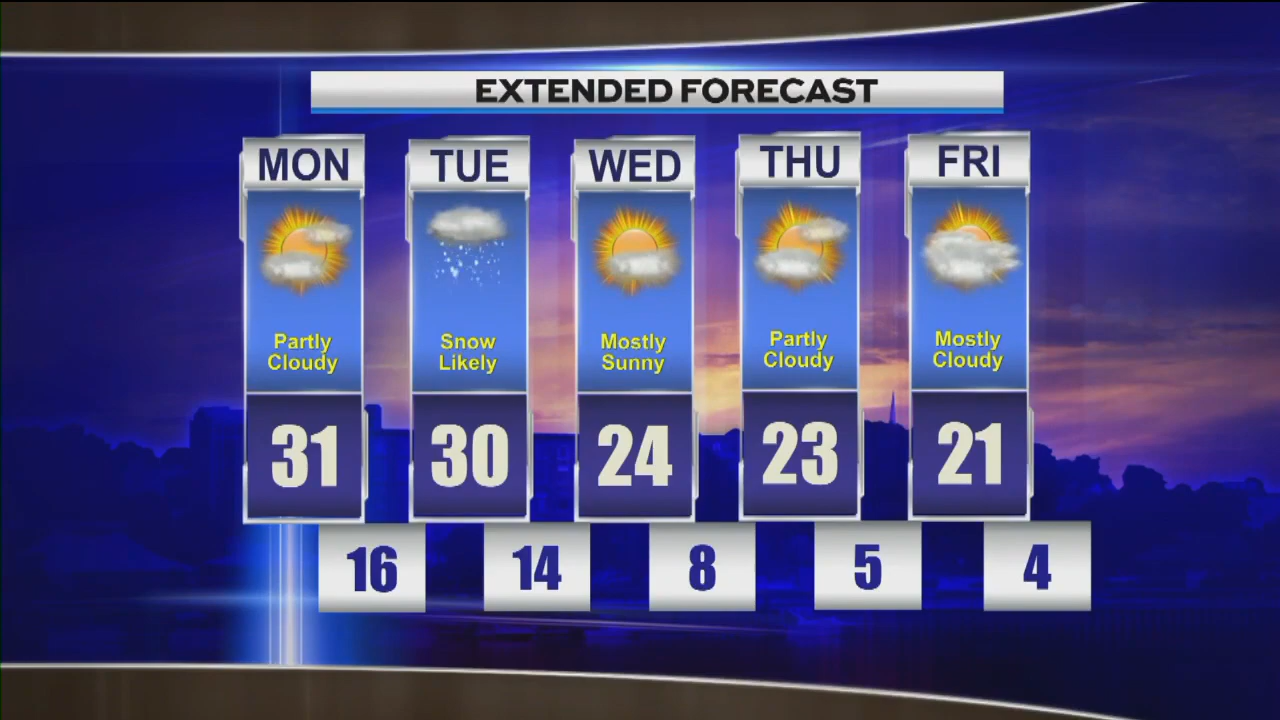 EXTENDED FORECAST
MON TUE WED THU FRI
Partly Cloudy
Snow Likely
Mostly Sunny
Partly Cloudy
Mostly Cloudy
31 30 24 23 21
16 14 8 5 4